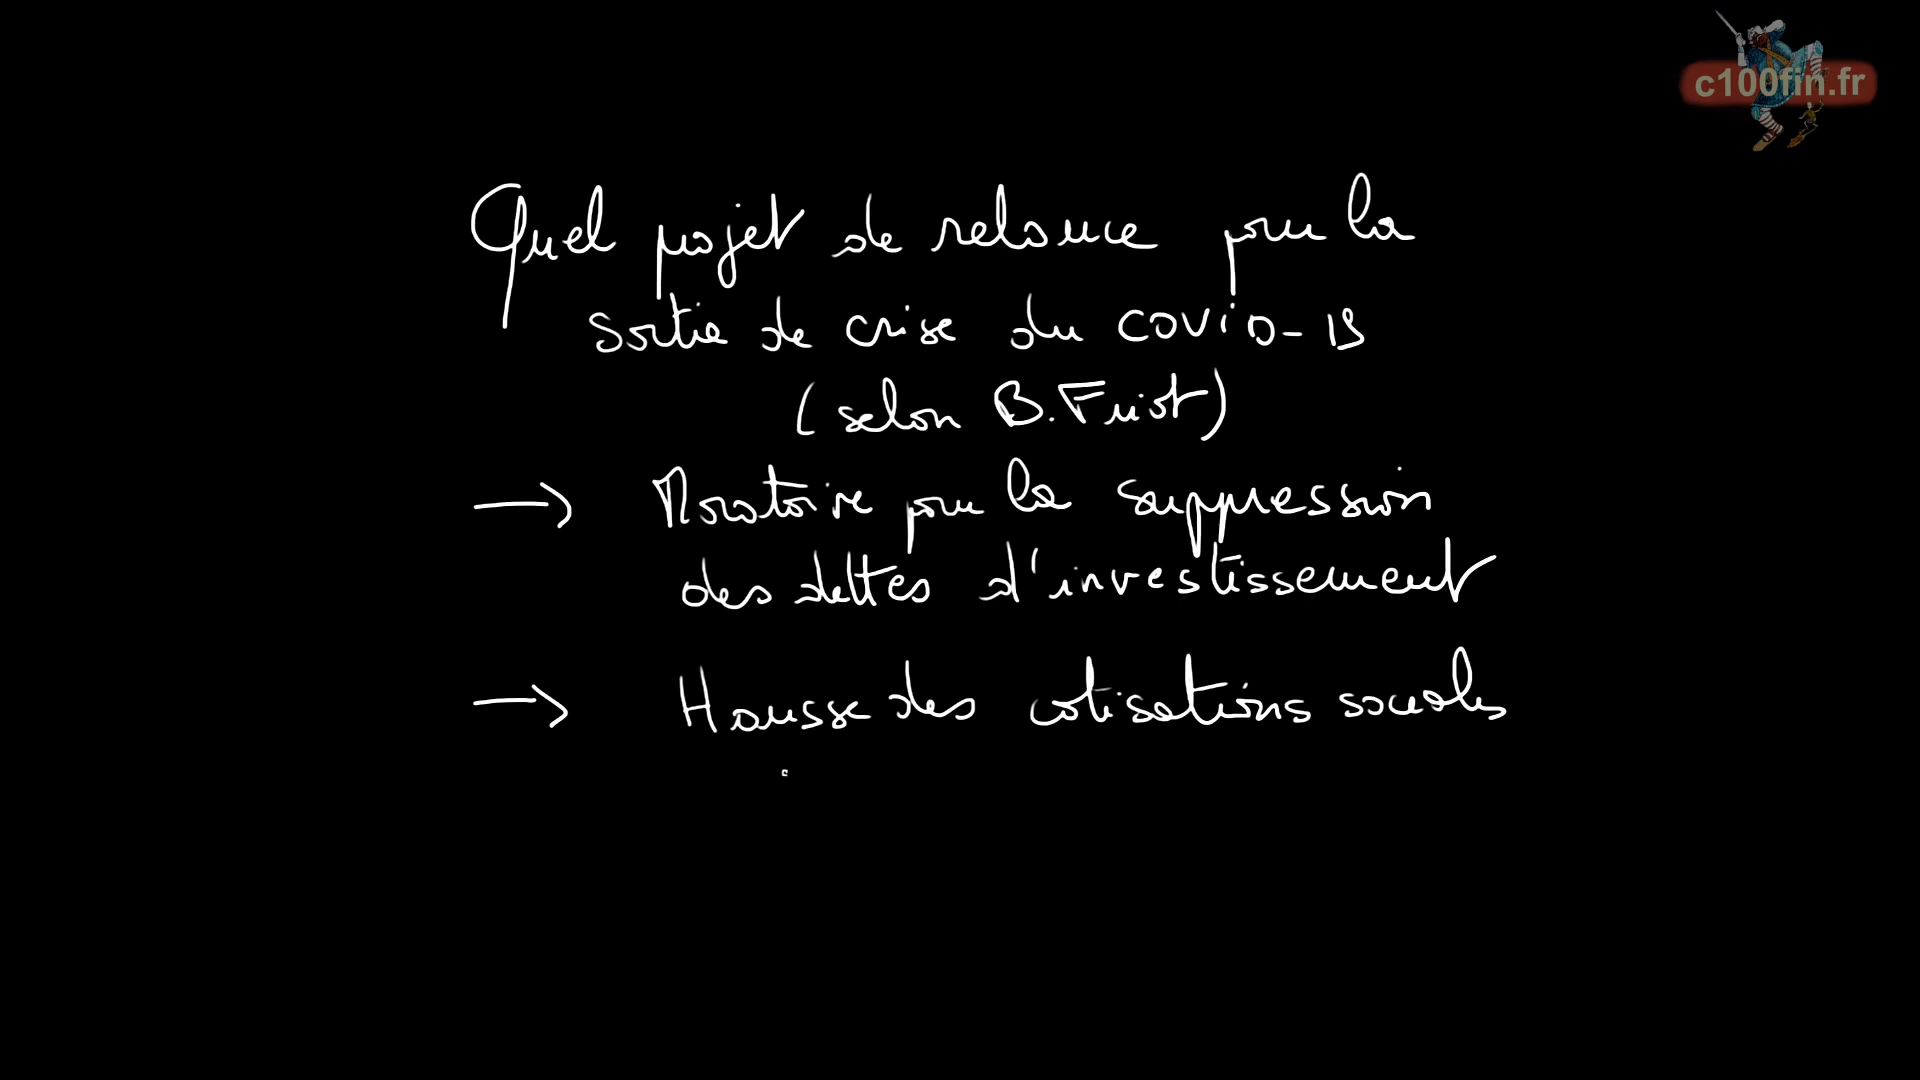 c100fin.fr
Quel projet de relance pour la
sortie de crise du COVID-19
(selon B. Friot)
→ Moratoire pour la suppression
des dettes d'investissement
→ Hausse des cotisations sociales